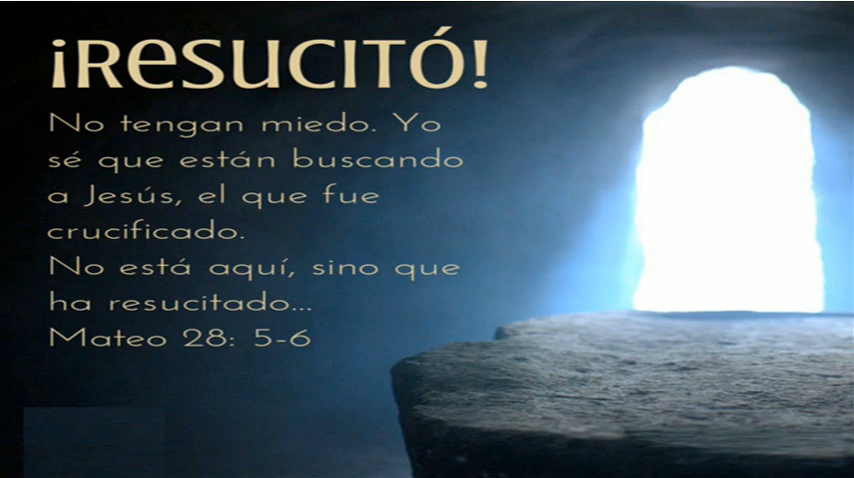 ¡Resucitó!
No tengan miedo. Yo
sé que están buscando
a Jesús, el que fue
crucificado.
No está aquí, sino que
ha resucitado...
Mateo 28: 5-6